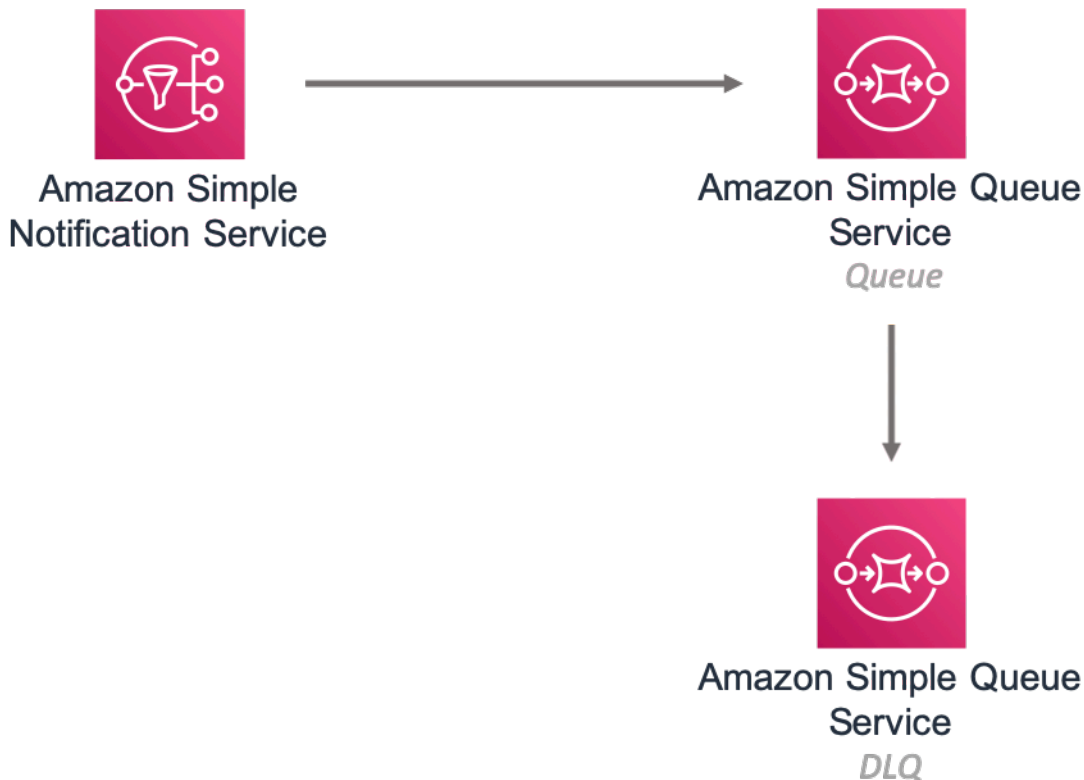 Amazon Simple
Notification Service
Amazon Simple Queue
Service
Queue
Amazon Simple Queue
Service
DLQ